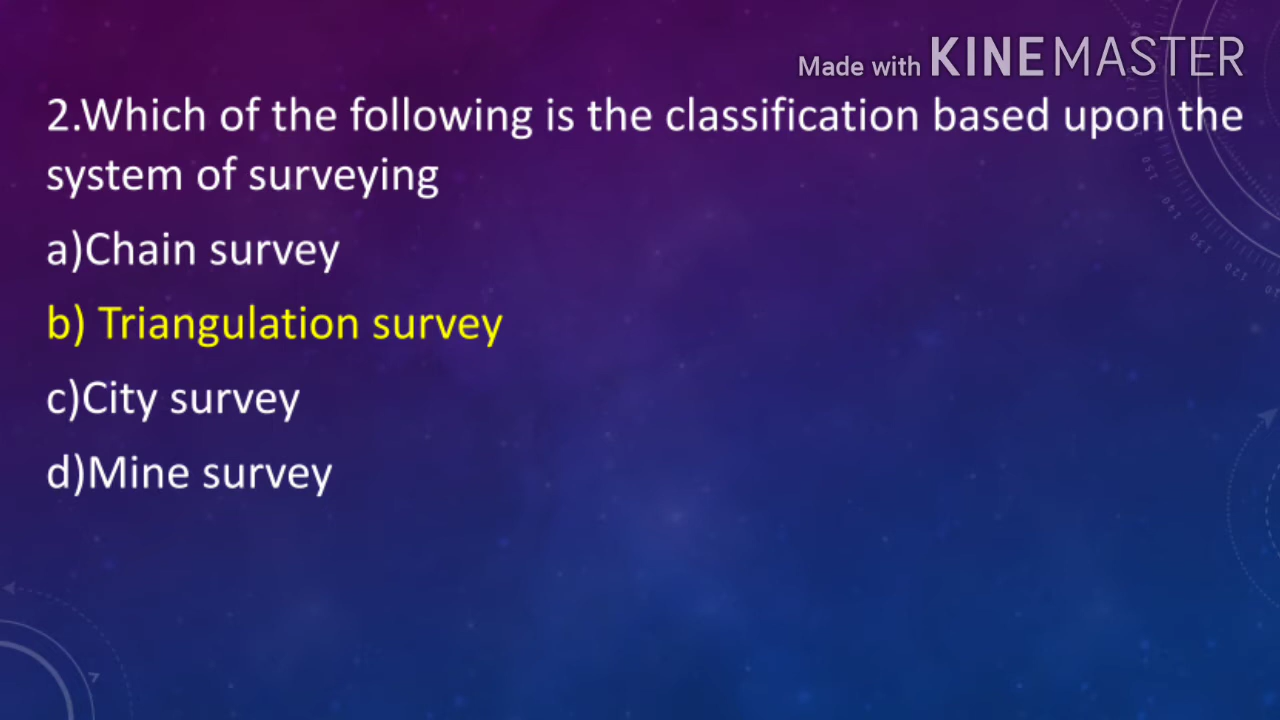 Made with KINEMASTER
2.Which of the following is the classification based upon the
system of surveying
a)Chain survey
b) Triangulation survey
c)City survey
d)Mine survey